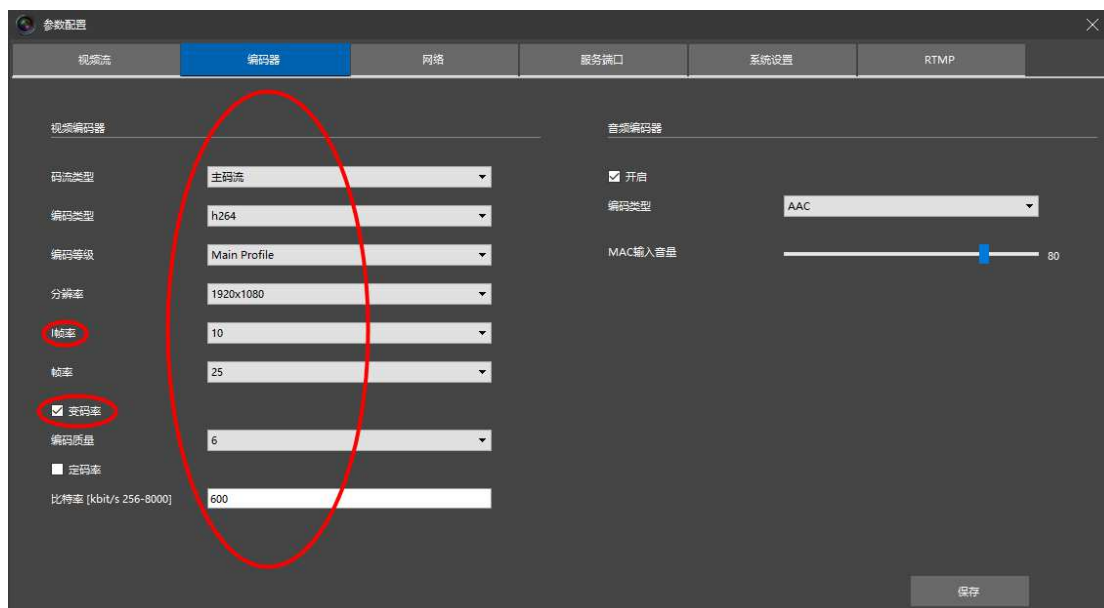 参数配置
视频流 编码器 网络 服务端口 系统设置 RTMP
视频编码器
码流类型 主码流
编码类型 h264
编码等级 Main Profile
分辨率 1920x1080
I帧率 10
帧率 25
变码率
编码质量 6
定码率
比特率 [kbit/s 256-8000] 600
音频编码器
开启
编码类型 AAC
MAC输入音量 80
保存